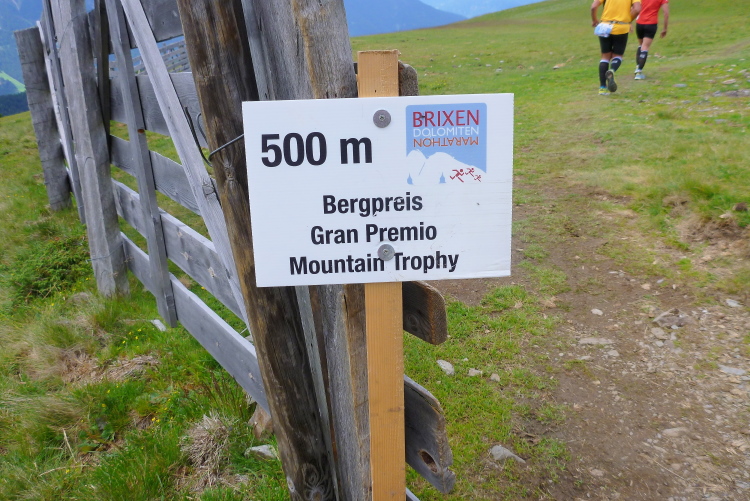 500 m
BRIXEN
DOLOMITEN
MARATHON
Bergpreis
Gran Premio
Mountain Trophy